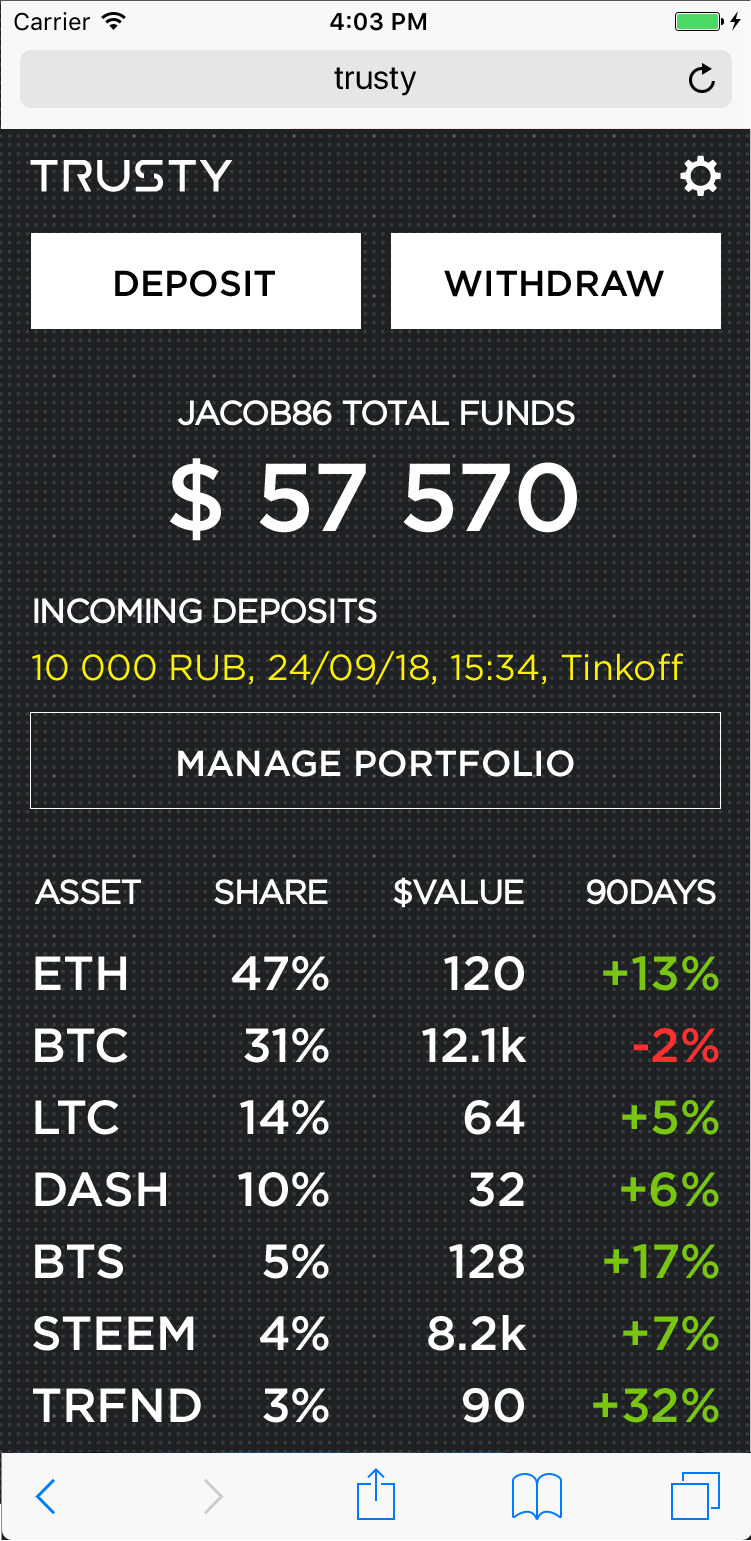 Carrier 4:03 PM
trusty
TRUSTY
DEPOSIT WITHDRAW
JACOB86 TOTAL FUNDS
$ 57 570
INCOMING DEPOSITS
10 000 RUB, 24/09/18, 15:34, Tinkoff
MANAGE PORTFOLIO
ASSET SHARE $VALUE 90DAYS
ETH 47% 120 +13%
BTC 31% 12.1k -2%
LTC 14% 64 +5%
DASH 10% 32 +6%
BTS 5% 128 +17%
STEEM 4% 8.2k +7%
TRFND 3% 90 +32%